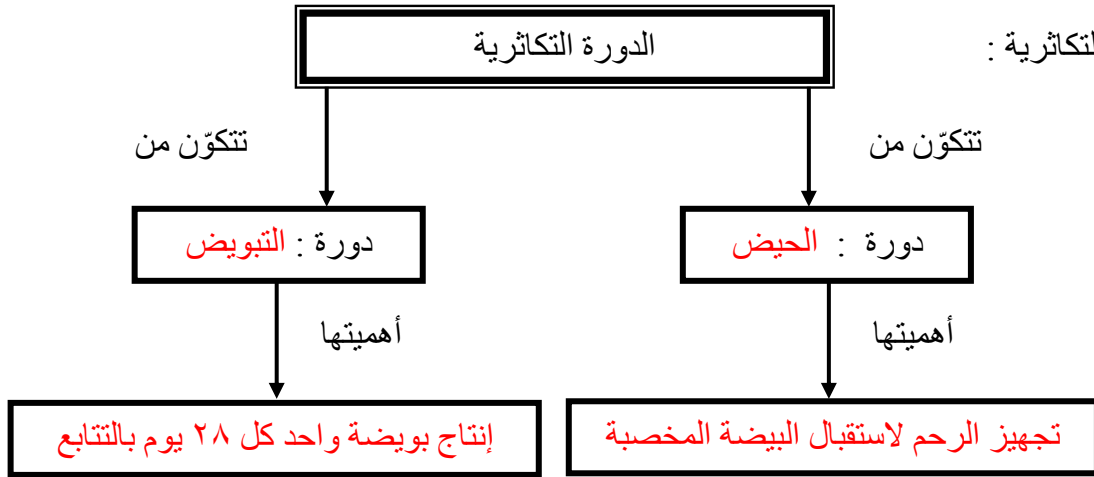 لتكاثرية :
الدورة التكاثرية
تتكوّن من
تتكوّن من
دورة : الحيض
دورة : التبويض
أهميتها
أهميتها
تجهيز الرحم لاستقبال البيضة المخصبة
إنتاج بويضة واحد كل ٢٨ يوم بالتتابع